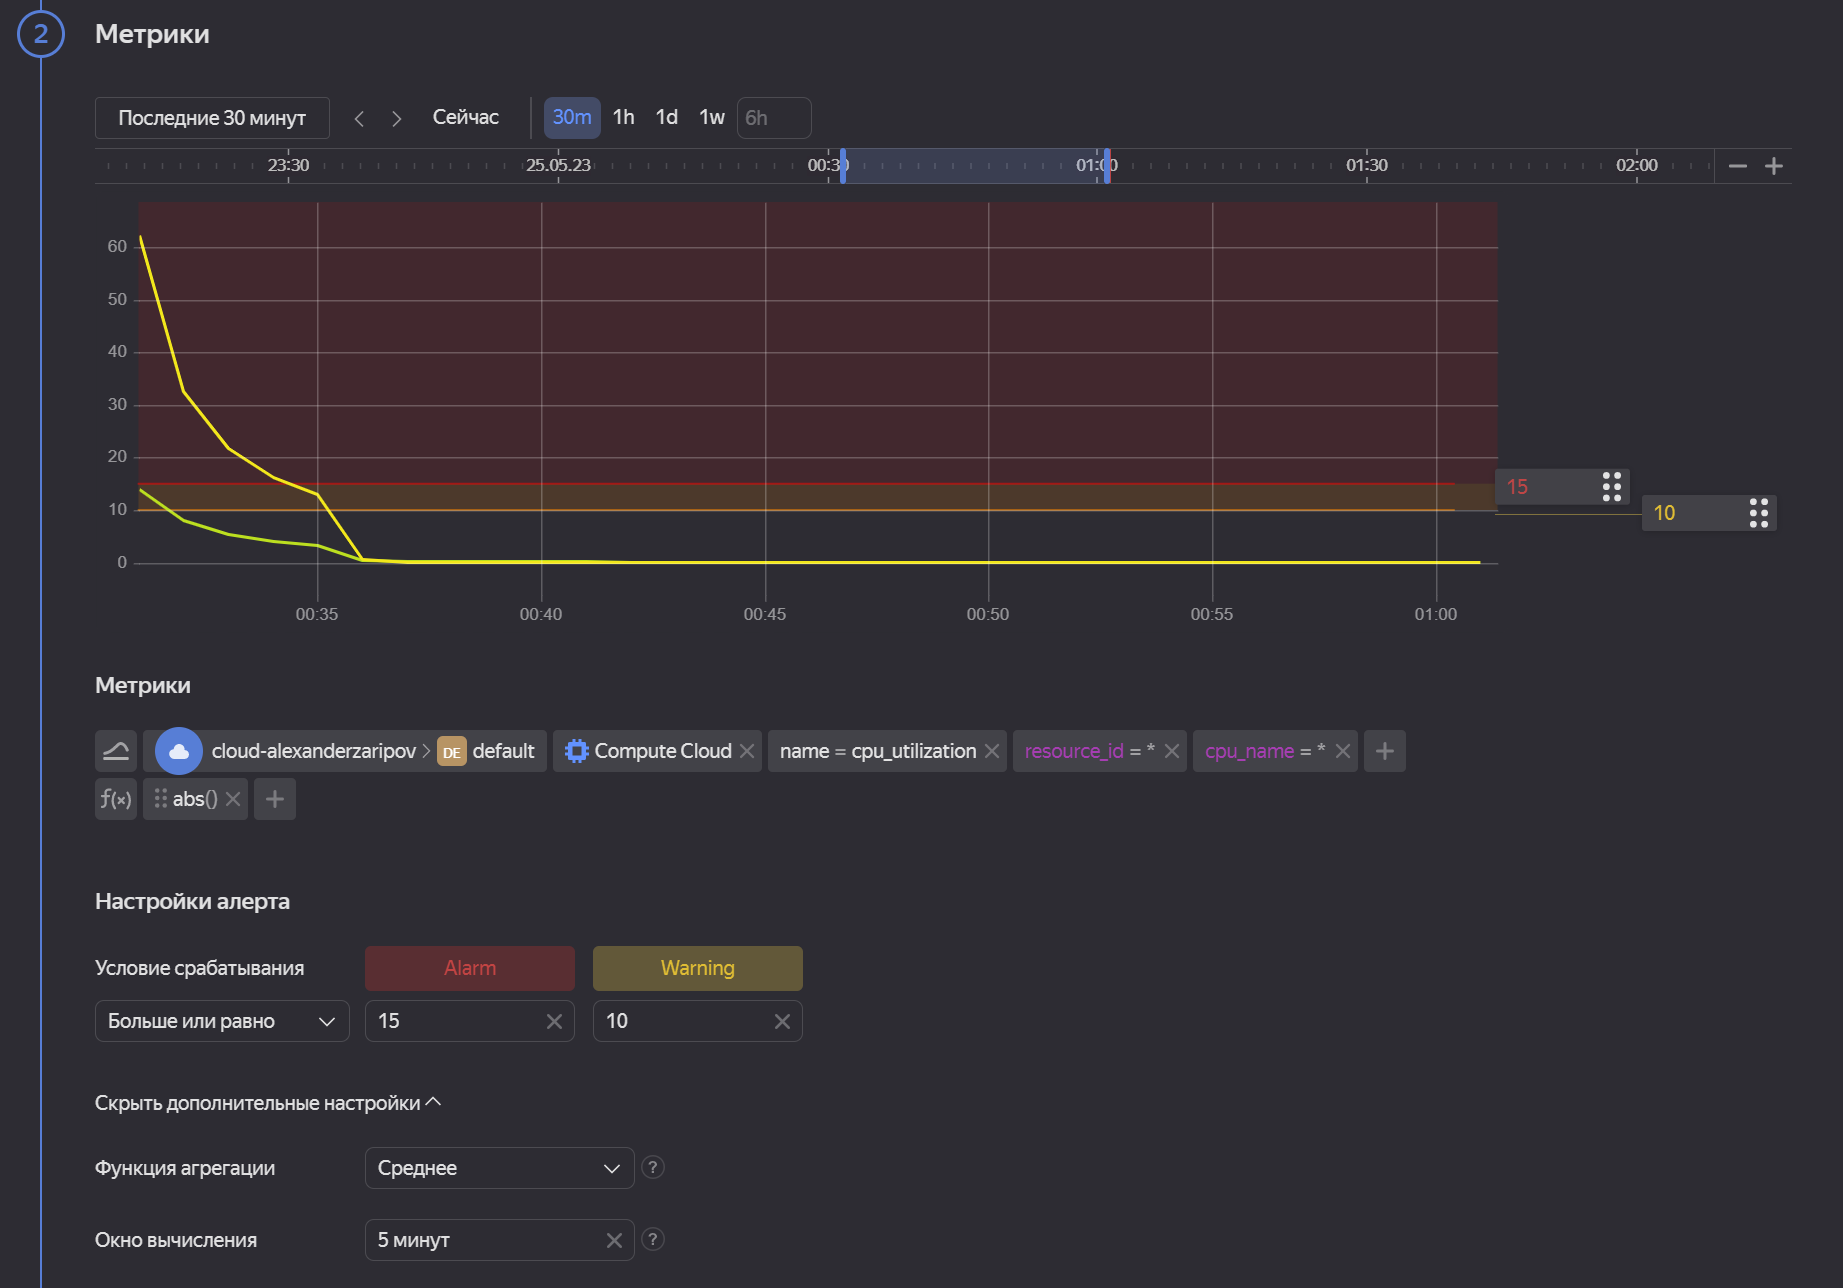 2 Метрики
Последние 30 минут Сейчас 30m 1h 1d 1w 6h
23:30 25.05.23 00:30 01:00 01:30 02:00
60
50
40
30
20
15
10
10
0
00:35 00:40 00:45 00:50 00:55 01:00
Метрики
cloud-alexanderzaripov DE default Compute Cloud name = cpu_utilization resource_id = * cpu_name = *
f(x) abs()
Настройки алерта
Условие срабатывания Alarm Warning
Больше или равно 15 10
Скрыть дополнительные настройки
Функция агрегации Среднее ?
Окно вычисления 5 минут ?